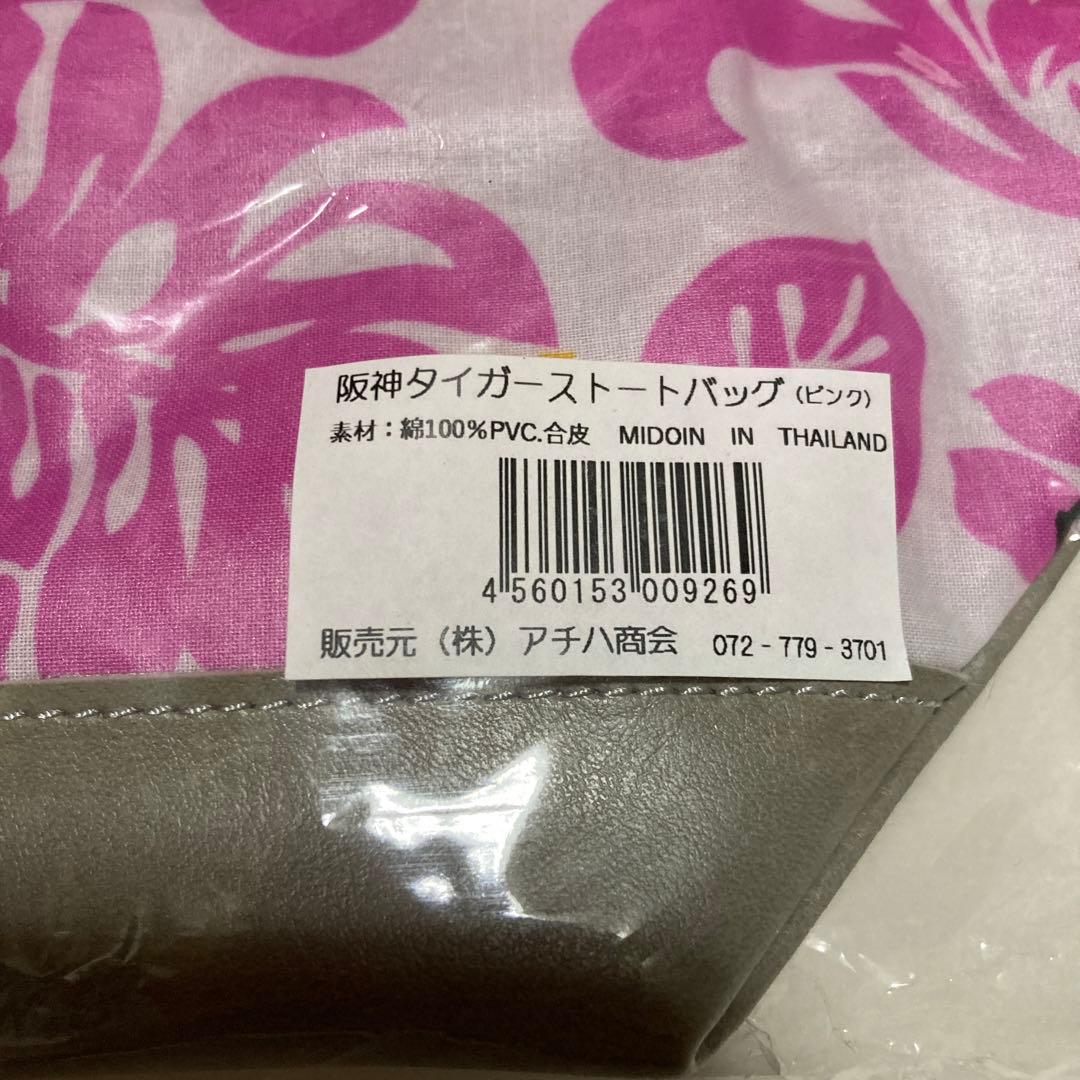 阪神タイガーストートバッグ(ピンク)
素材：綿100%PVC.合皮 MIDOIN IN THAILAND
4 560153 009269
販売元（株）アチハ商会 072-779-3701